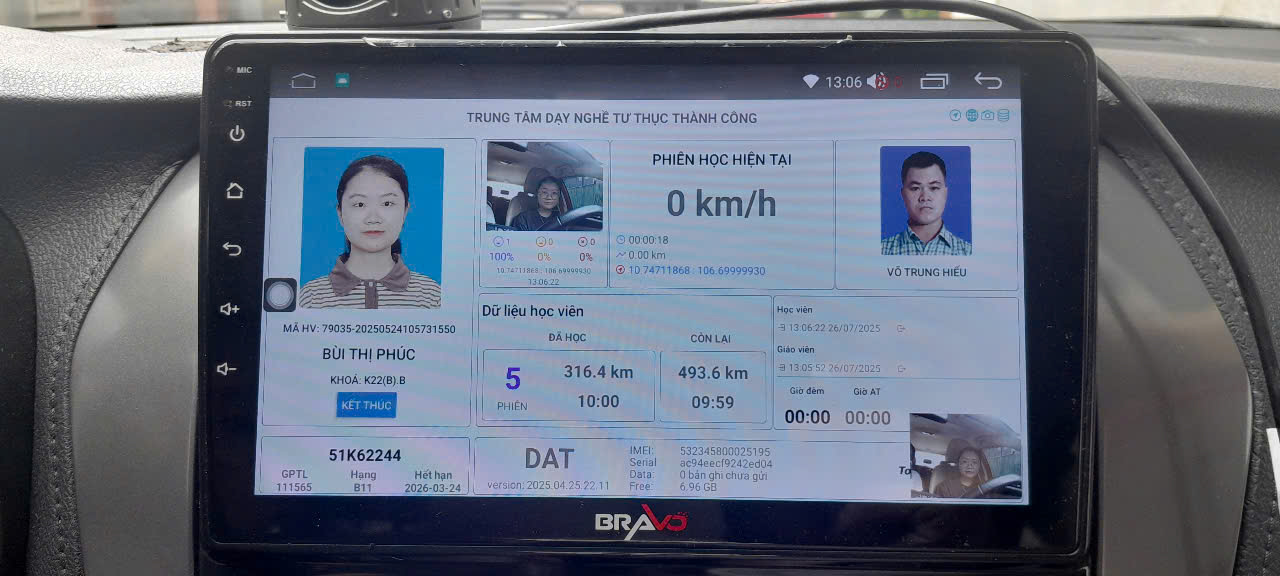 MIC
RST
13:06
TRUNG TÂM DẠY NGHỀ TƯ THỤC THÀNH CÔNG
MÃ HV: 79035-20250524105731550
BÙI THỊ PHÚC
KHOÁ: K22(B).B
KẾT THÚC
1 0 0
100% 0% 0%
10.74711868 : 106.69999930
13:06:22
PHIÊN HỌC HIỆN TẠI
0 km/h
00:00:18
0.00 km
10.74711868 : 106.69999930
VÕ TRUNG HIẾU
Dữ liệu học viên
ĐÃ HỌC
5
PHIÊN
316.4 km
10:00
CÒN LẠI
493.6 km
09:59
Học viên
13:06:22 26/07/2025
Giáo viên
13:05:52 26/07/2025
Giờ đêm Giờ AT
00:00 00:00
51K62244
GPTL Hạng Hết hạn
111565 B11 2026-03-24
DAT
version: 2025.04.25.22.11
IMEI: 532345800025195
Serial ac94eecf9242ed04
Data: 0 bản ghi chưa gửi
Free: 6.96 GB
BRAVO